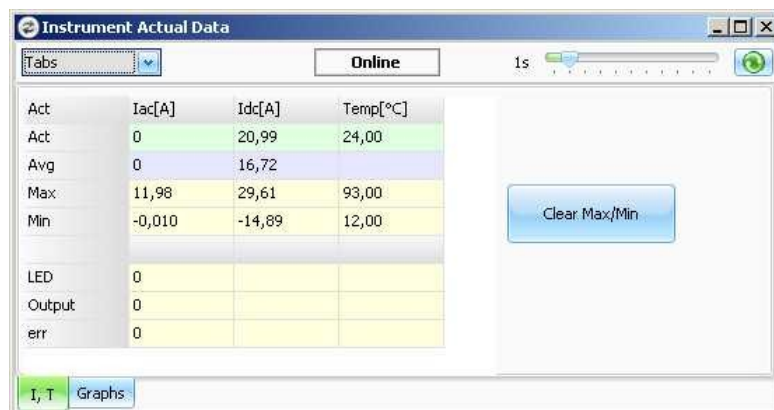 Instrument Actual Data
Tabs Online 1s
Act Iac[A] Idc[A] Temp[°C]
Act 0 20,99 24,00
Avg 0 16,72
Max 11,98 29,61 93,00
Min -0,010 -14,89 12,00
Clear Max/Min
LED 0
Output 0
err 0
I, T Graphs